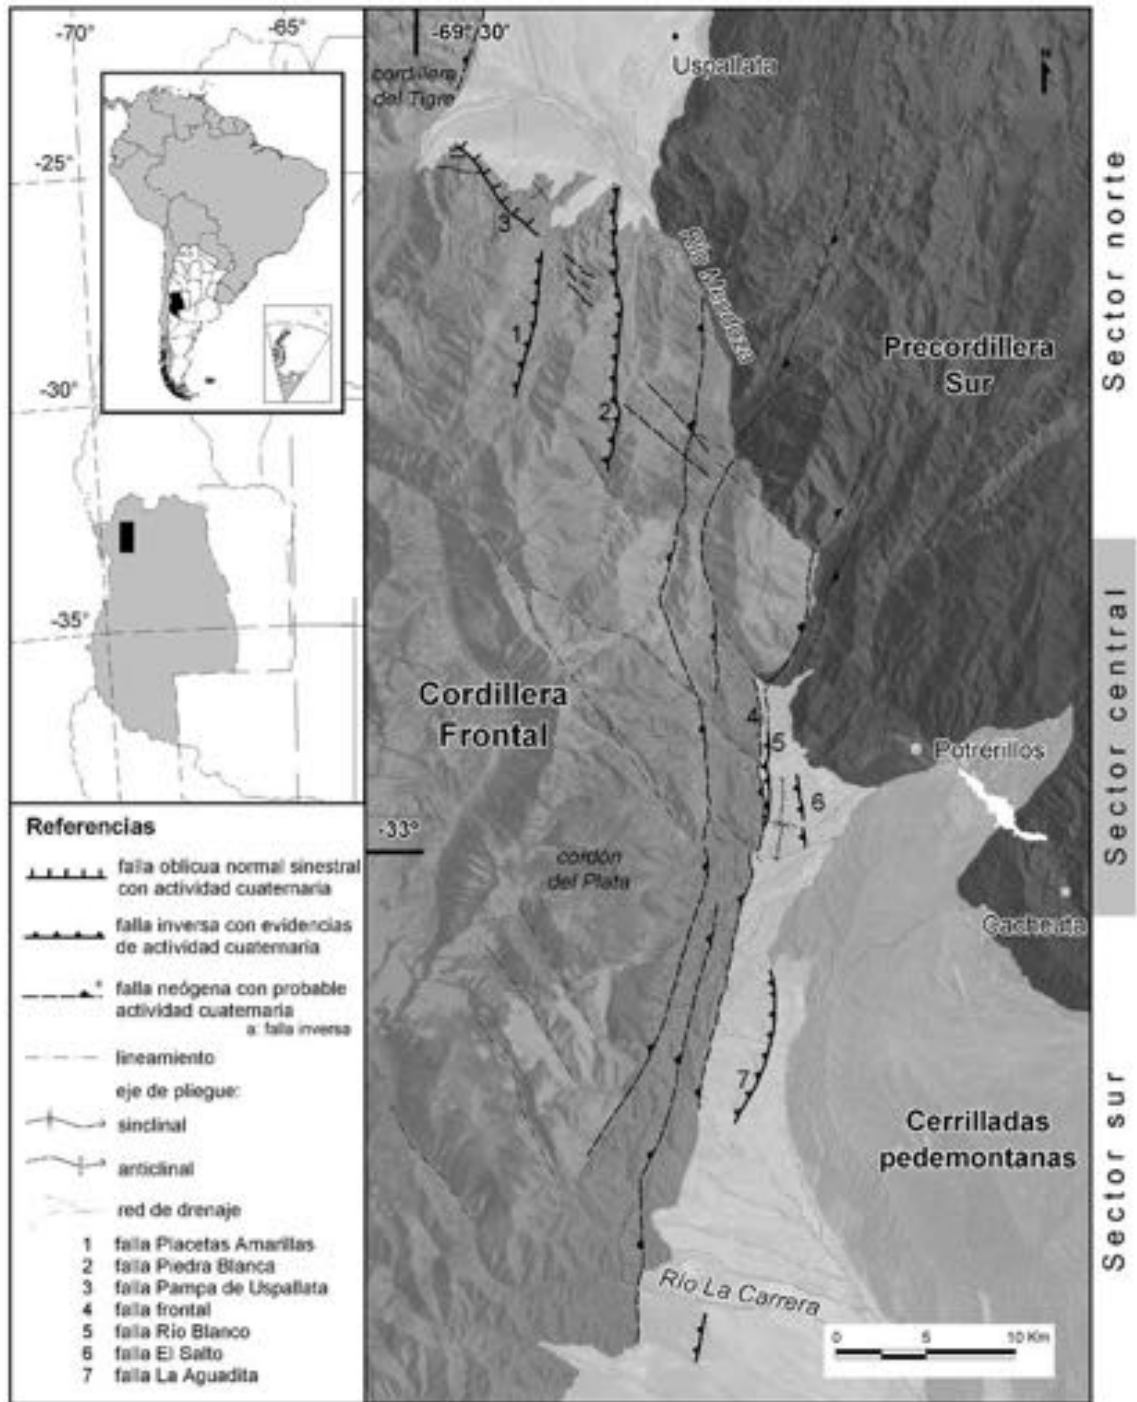 -70°
-65°
-25°
-30°
-35°
-69°30'
cordillera
del Tigre
Uspallata
N
3
1
2
Río Mendoza
Precordillera
Sur
Cordillera
Frontal
4
5
6
Potrerillos
-33°
cordón
del Plata
Cacheuta
7
Cerrilladas
pedemontanas
Río La Carrera
0 5 10 Km
Sector norte
Sector central
Sector sur
Referencias
falla oblicua normal sinestral
con actividad cuaternaria
falla inversa con evidencias
de actividad cuaternaria
a
falla neógena con probable
actividad cuaternaria
a: falla inversa
lineamiento
eje de pliegue:
sinclinal
anticlinal
red de drenaje
1 falla Placetas Amarillas
2 falla Piedra Blanca
3 falla Pampa de Uspallata
4 falla frontal
5 falla Río Blanco
6 falla El Salto
7 falla La Aguadita